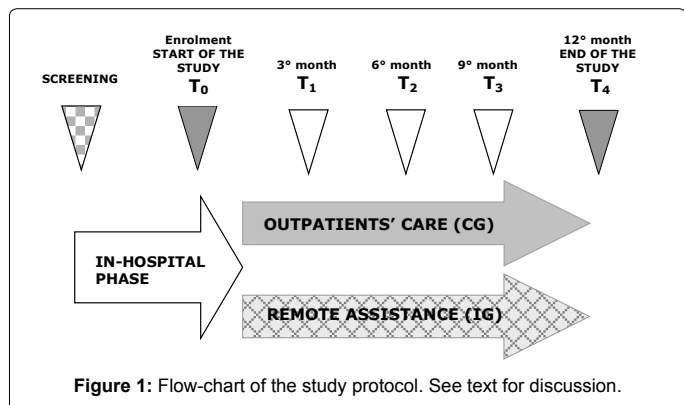 SCREENING
Enrolment
START OF THE
STUDY
T₀
3° month
T₁
6° month
T₂
9° month
T₃
12° month
END OF THE
STUDY
T₄
IN-HOSPITAL
PHASE
OUTPATIENTS' CARE (CG)
REMOTE ASSISTANCE (IG)
Figure 1: Flow-chart of the study protocol. See text for discussion.